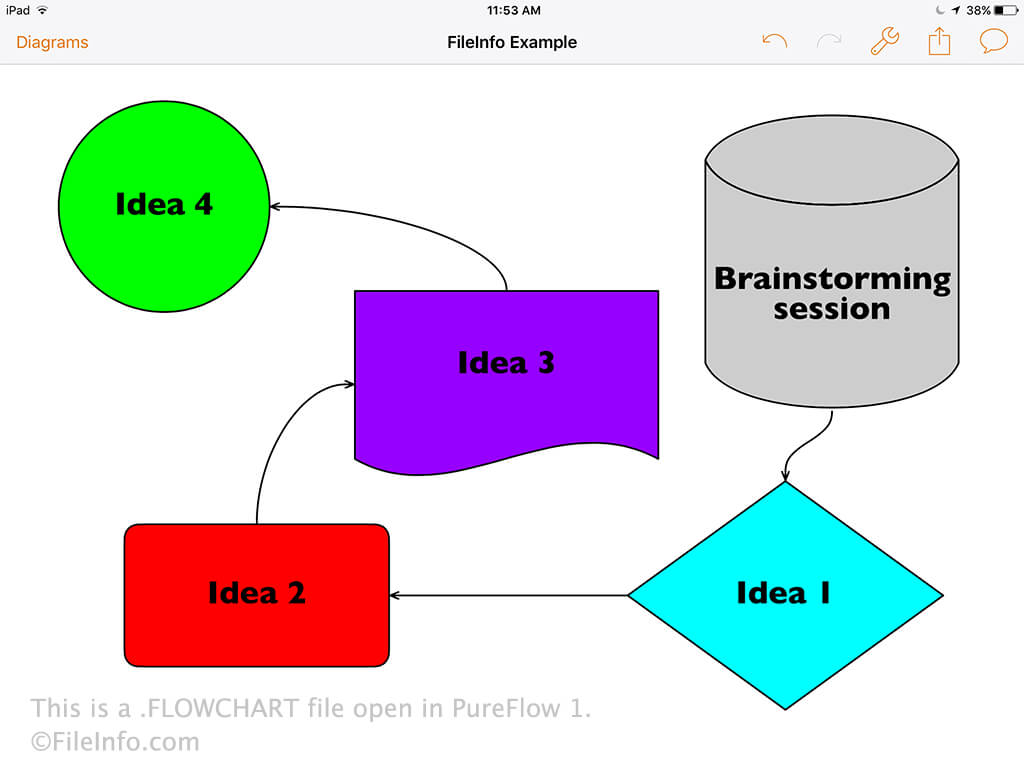 iPad 11:53 AM 38%
Diagrams FileInfo Example
Idea 4
Brainstorming
session
Idea 3
Idea 2
Idea 1
This is a .FLOWCHART file open in PureFlow 1.
©FileInfo.com